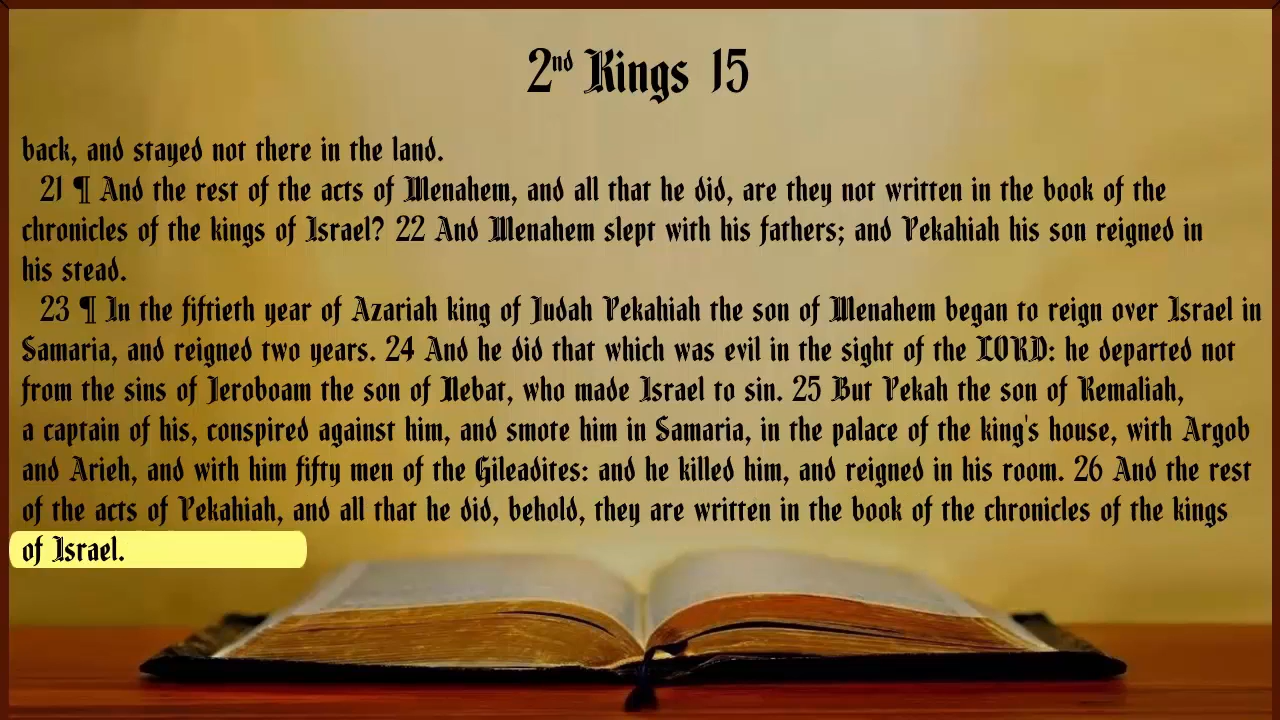 2nd Kings 15
back, and stayed not there in the land.
21 ¶ And the rest of the acts of Menahem, and all that he did, are they not written in the book of the
chronicles of the kings of Israel? 22 And Menahem slept with his fathers; and Pekahiah his son reigned in
his stead.
23 ¶ In the fiftieth year of Azariah king of Judah Pekahiah the son of Menahem began to reign over Israel in
Samaria, and reigned two years. 24 And he did that which was evil in the sight of the LORD: he departed not
from the sins of Jeroboam the son of Nebat, who made Israel to sin. 25 But Pekah the son of Remaliah,
a captain of his, conspired against him, and smote him in Samaria, in the palace of the king's house, with Argob
and Arieh, and with him fifty men of the Gileadites: and he killed him, and reigned in his room. 26 And the rest
of the acts of Pekahiah, and all that he did, behold, they are written in the book of the chronicles of the kings
of Israel.